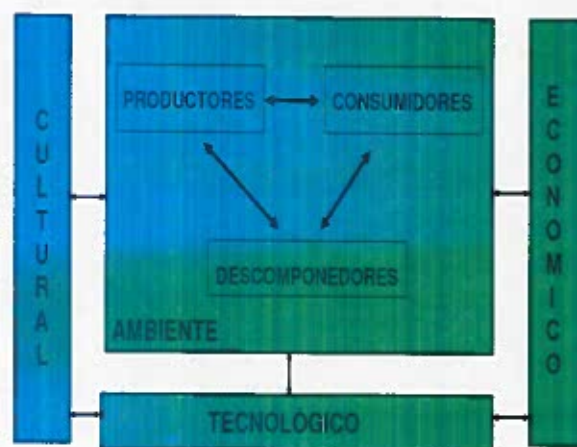 CULTURAL
PRODUCTORES
CONSUMIDORES
DESCOMPONEDORES
AMBIENTE
ECONOMICO
TECNOLOGICO